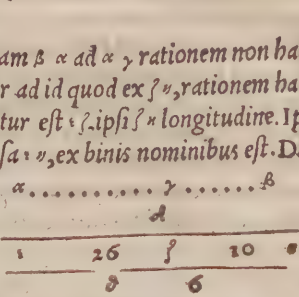 am β α ad α γ rationem non ha
r ad id quod ex ζ η, rationem ha
tur eſt ε ζ. ipſi ζ η longitudine. Ip
ſa ε η, ex binis nominibus eſt. D
α.............γ.......β
δ
ε 26 ζ 10
θ 6